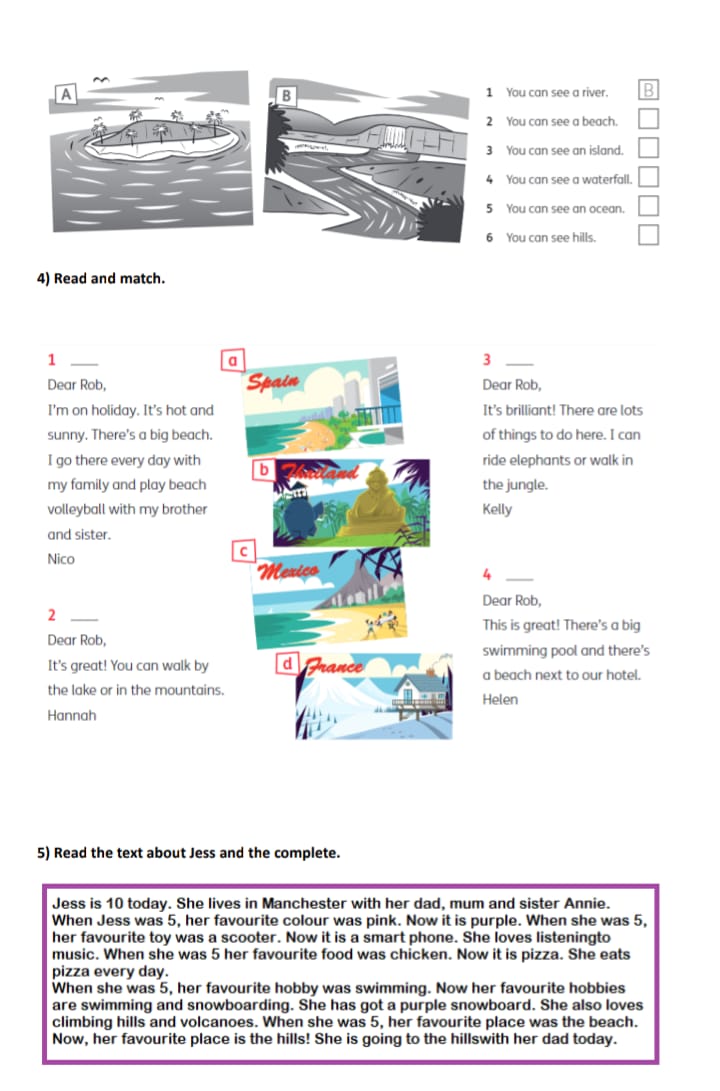 A
B
1 You can see a river. B
2 You can see a beach.
3 You can see an island.
4 You can see a waterfall.
5 You can see an ocean.
6 You can see hills.
4) Read and match.
1 ___
Dear Rob,
I'm on holiday. It's hot and
sunny. There's a big beach.
I go there every day with
my family and play beach
volleyball with my brother
and sister.
Nico
2 ___
Dear Rob,
It's great! You can walk by
the lake or in the mountains.
Hannah
a
Spain
b
Thailand
c
Mexico
d
France
3 ___
Dear Rob,
It's brilliant! There are lots
of things to do here. I can
ride elephants or walk in
the jungle.
Kelly
4 ___
Dear Rob,
This is great! There's a big
swimming pool and there's
a beach next to our hotel.
Helen
5) Read the text about Jess and the complete.
Jess is 10 today. She lives in Manchester with her dad, mum and sister Annie.
When Jess was 5, her favourite colour was pink. Now it is purple. When she was 5,
her favourite toy was a scooter. Now it is a smart phone. She loves listeningto
music. When she was 5 her favourite food was chicken. Now it is pizza. She eats
pizza every day.
When she was 5, her favourite hobby was swimming. Now her favourite hobbies
are swimming and snowboarding. She has got a purple snowboard. She also loves
climbing hills and volcanoes. When she was 5, her favourite place was the beach.
Now, her favourite place is the hills! She is going to the hillswith her dad today.